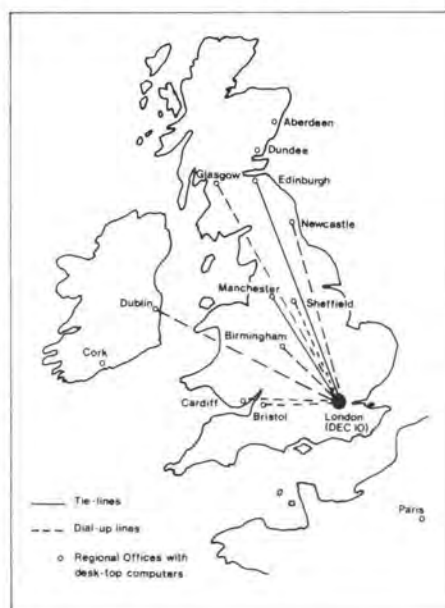 Aberdeen
Dundee
Glasgow
Edinburgh
Newcastle
Manchester
Sheffield
Dublin
Birmingham
Cork
Cardiff
Bristol
London
(DEC 10)
Tie-lines
Dial-up lines
Paris
Regional Offices with
desk-top computers